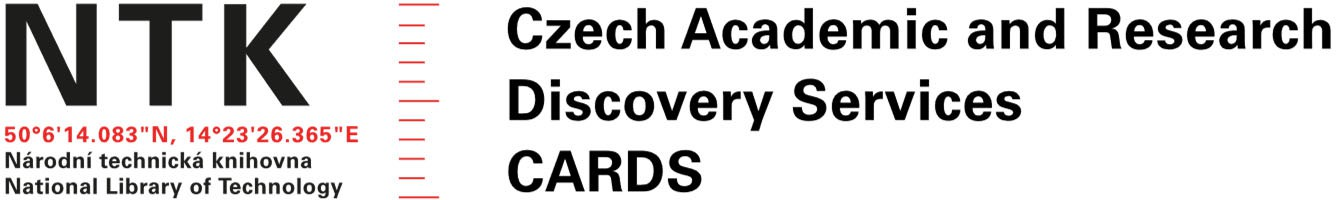 NTK
50°6'14.083"N, 14°23'26.365"E
Národní technická knihovna
National Library of Technology
Czech Academic and Research
Discovery Services
CARDS